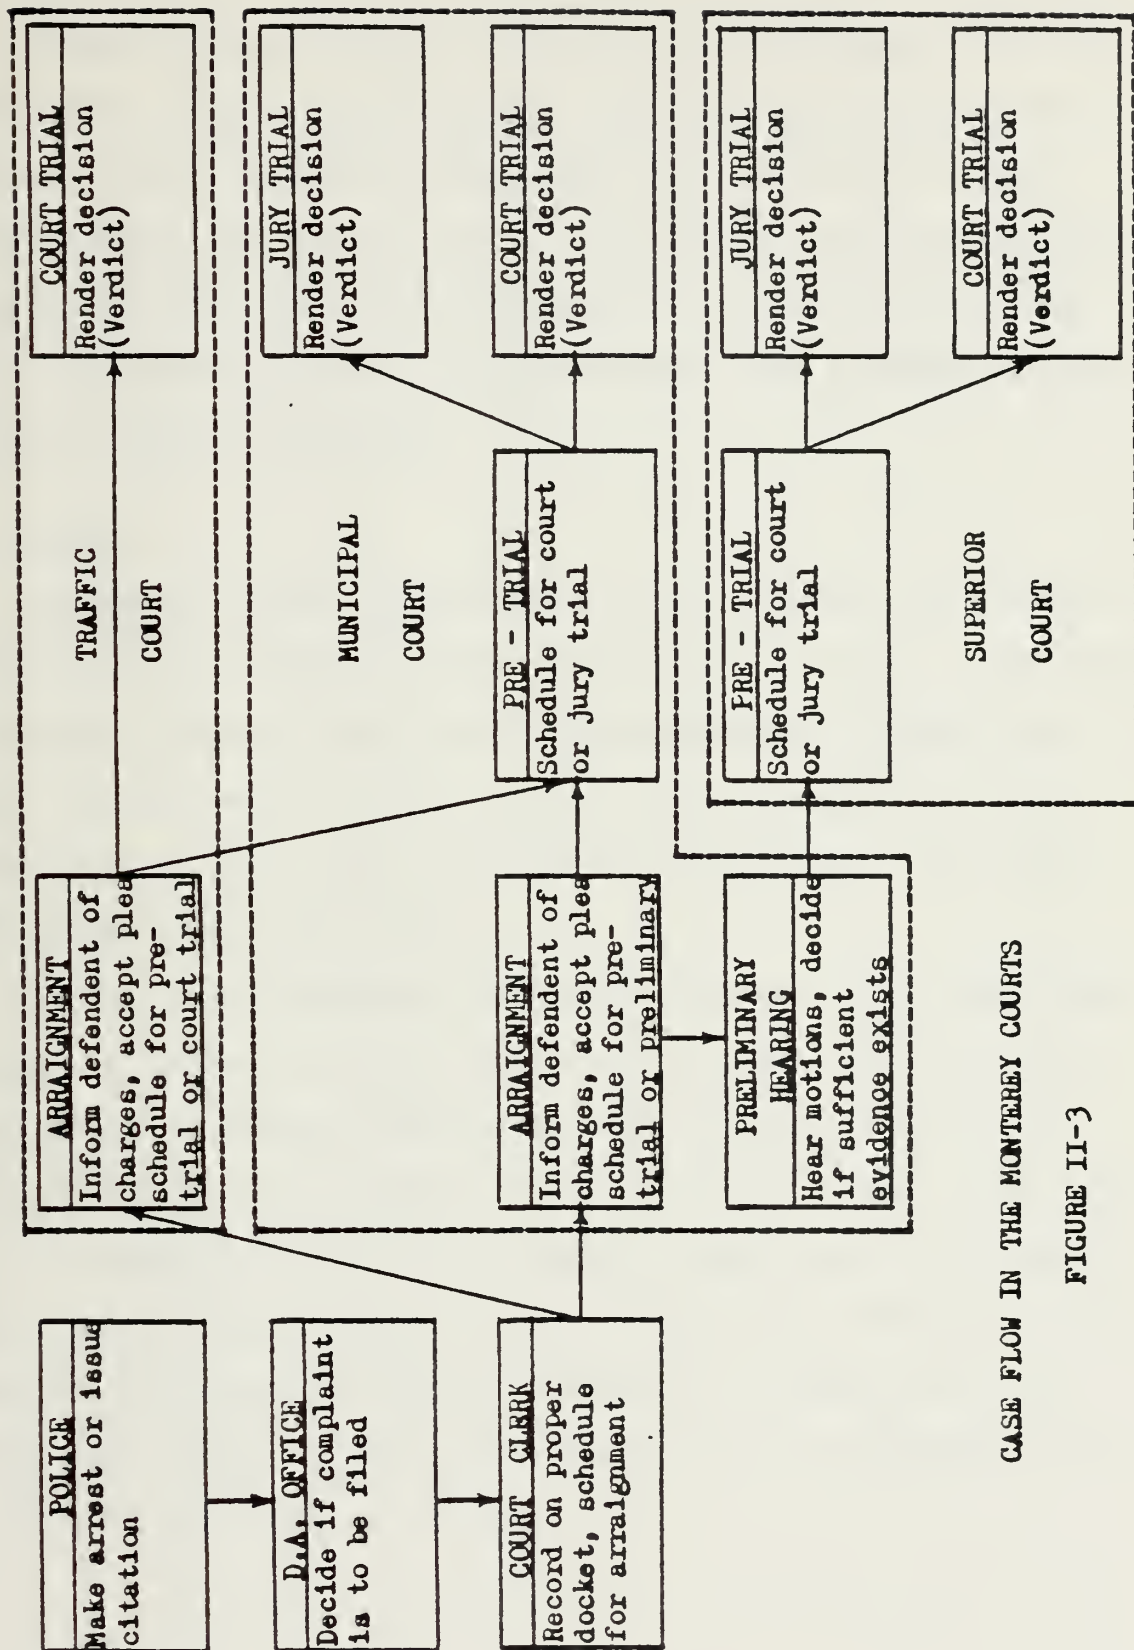 POLICE
Make arrest or issue
citation
D.A. OFFICE
Decide if complaint
is to be filed
COURT CLERK
Record on proper
docket, schedule
for arraignment
ARRAIGNMENT
Inform defendent of
charges, accept plea
schedule for pre-
trial or court trial
TRAFFIC
COURT
COURT TRIAL
Render decision
(Verdict)
ARRAIGNMENT
Inform defendent of
charges, accept plea
schedule for pre-
trial or preliminary
PRELIMINARY
HEARING
Hear motions, decide
if sufficient
evidence exists
MUNICIPAL
COURT
PRE - TRIAL
Schedule for court
or jury trial
JURY TRIAL
Render decision
(Verdict)
COURT TRIAL
Render decision
(Verdict)
PRE - TRIAL
Schedule for court
or jury trial
SUPERIOR
COURT
JURY TRIAL
Render decision
(Verdict)
COURT TRIAL
Render decision
(Verdict)
CASE FLOW IN THE MONTEREY COURTS
FIGURE II-3